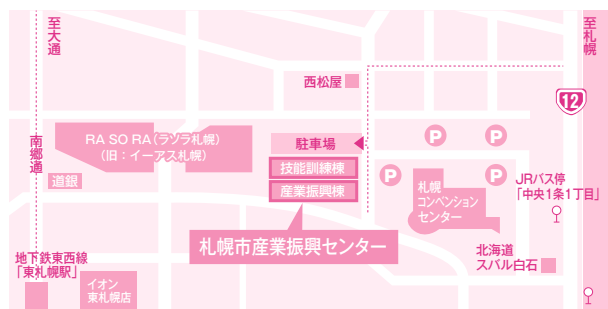 至大通
至札幌
西松屋
12
南郷通
RA SO RA（ラソラ札幌）
（旧：イーアス札幌）
駐車場
P
P
道銀
技能訓練棟
産業振興棟
P
P
札幌
コンベンション
センター
JRバス停
「中央1条1丁目」
札幌市産業振興センター
地下鉄東西線
「東札幌駅」
イオン
東札幌店
北海道
スバル白石